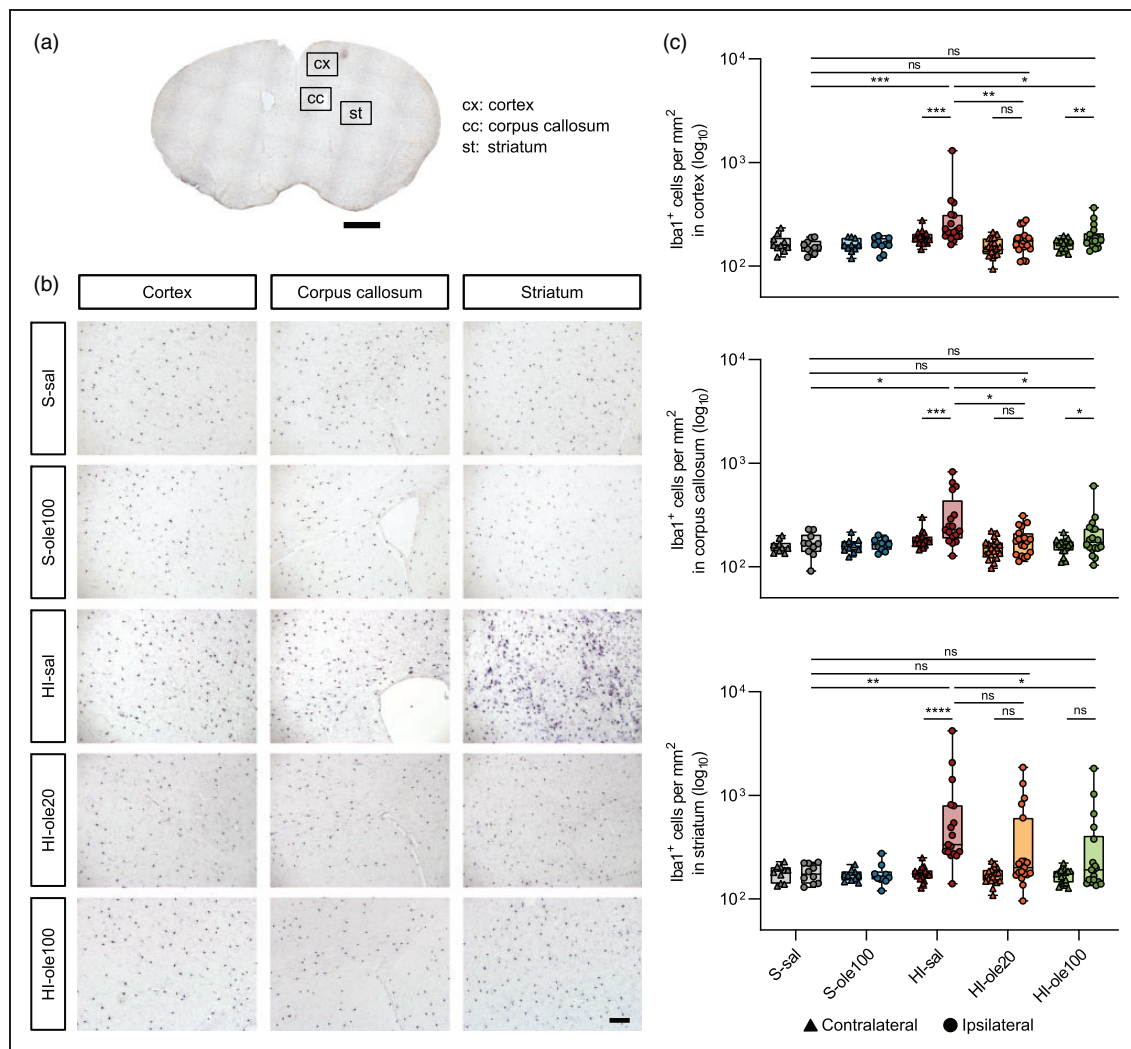 (a)
cx
cc
st
cx: cortex
cc: corpus callosum
st: striatum
(b)
Cortex
Corpus callosum
Striatum
S-sal
S-ole100
HI-sal
HI-ole20
HI-ole100
(c)
Iba1⁺ cells per mm²
in cortex (log₁₀)
10⁴
10³
10²
ns
ns
*** *
**
*** ns **
Iba1⁺ cells per mm²
in corpus callosum (log₁₀)
10⁴
10³
10²
ns
ns
* *
*
*** ns *
Iba1⁺ cells per mm²
in striatum (log₁₀)
10⁴
10³
10²
ns
ns
** *
ns
**** ns ns
S-sal
S-ole100
HI-sal
HI-ole20
HI-ole100
▲ Contralateral ● Ipsilateral